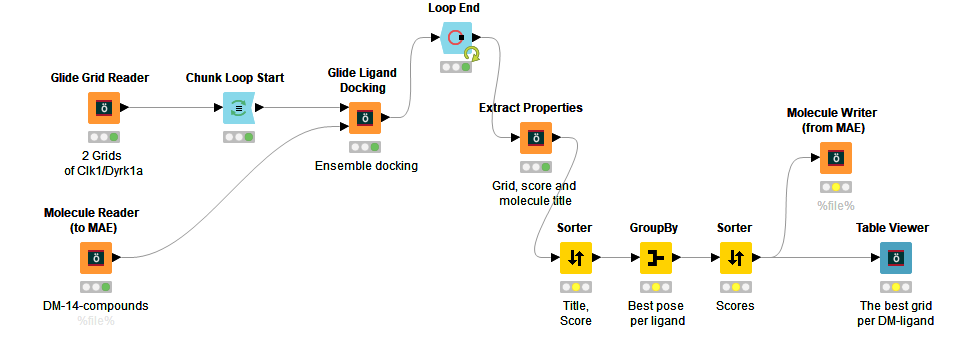 Loop End
Glide Grid Reader
Chunk Loop Start
Glide Ligand
Docking
2 Grids
of Clk1/Dyrk1a
Ensemble docking
Extract Properties
Grid, score and
molecule title
Molecule Writer
(from MAE)
%file%
Molecule Reader
(to MAE)
DM-14-compounds
%file%
Sorter
GroupBy
Sorter
Table Viewer
Title,
Score
Best pose
per ligand
Scores
The best grid
per DM-ligand